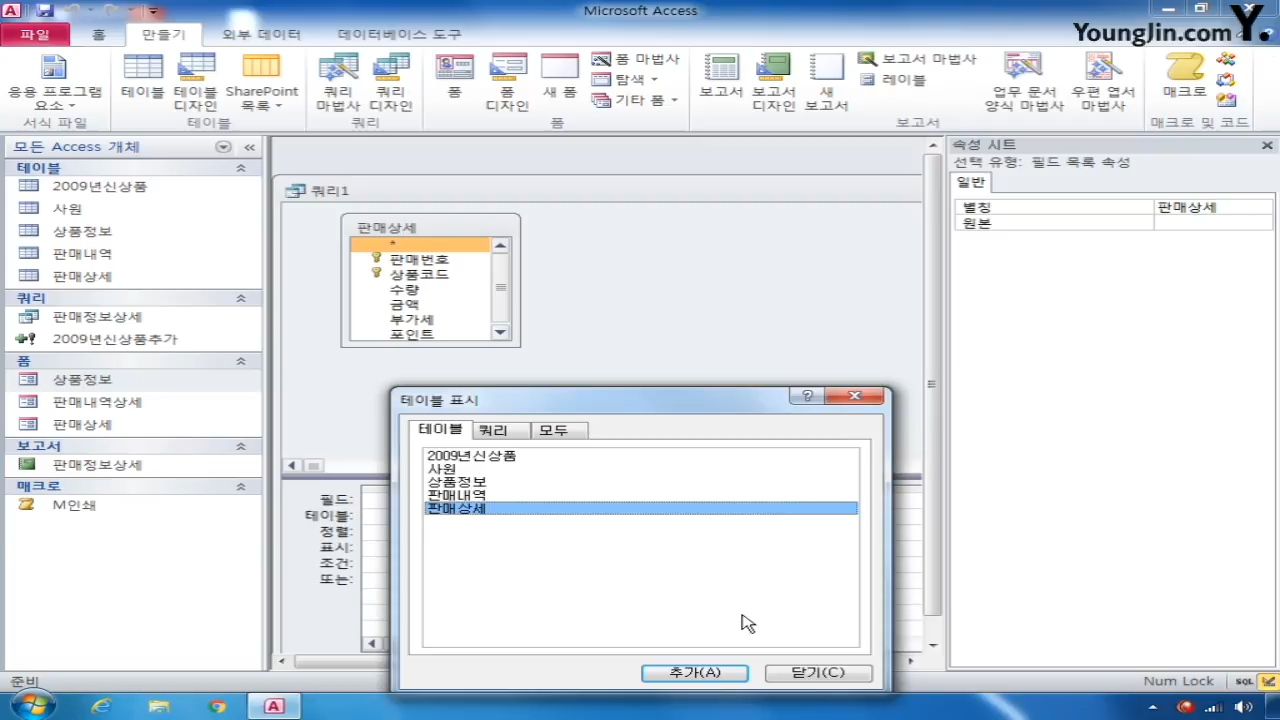 Microsoft Access
YoungJin.com Y.
파일 홈 만들기 외부 데이터 데이터베이스 도구
응용 프로그램 요소
테이블
테이블 디자인
SharePoint 목록
쿼리 마법사
쿼리 디자인
폼
폼 디자인
새 폼
폼 마법사
탐색
기타 폼
보고서
보고서 디자인
새 보고서
보고서 마법사
레이블
업무 문서 양식 마법사
우편 엽서 마법사
매크로
서식 파일 테이블 쿼리 폼 보고서 매크로 및 코드
모든 Access 개체
테이블
2009년신상품
사원
상품정보
판매내역
판매상세
쿼리
판매정보상세
2009년신상품추가
폼
상품정보
판매내역상세
판매상세
보고서
판매정보상세
매크로
M인쇄
쿼리1
판매상세
*
판매번호
상품코드
수량
금액
부가세
포인트
필드:
테이블:
정렬:
표시:
조건:
또는:
테이블 표시
테이블 쿼리 모두
2009년신상품
사원
상품정보
판매내역
판매상세
추가(A) 닫기(C)
속성 시트
선택 유형: 필드 목록 속성
일반
별칭 판매상세
원본
준비 Num Lock SQL